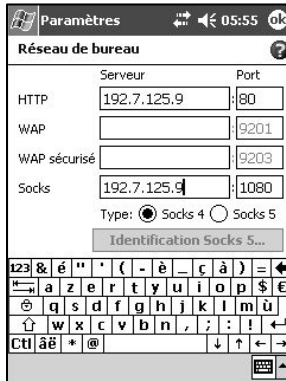 Paramètres 05:55 ok
Réseau de bureau ?
Serveur Port
HTTP 192.7.125.9 : 80
WAP : 9201
WAP sécurisé : 9203
Socks 192.7.125.9 : 1080
Type: Socks 4 Socks 5
Identification Socks 5...
123 & é " ' ( - è _ ç à ) =
a z e r t y u i o p $ €
q s d f g h j k l m ù
w x c v b n , ; : !
Ctl âë * @